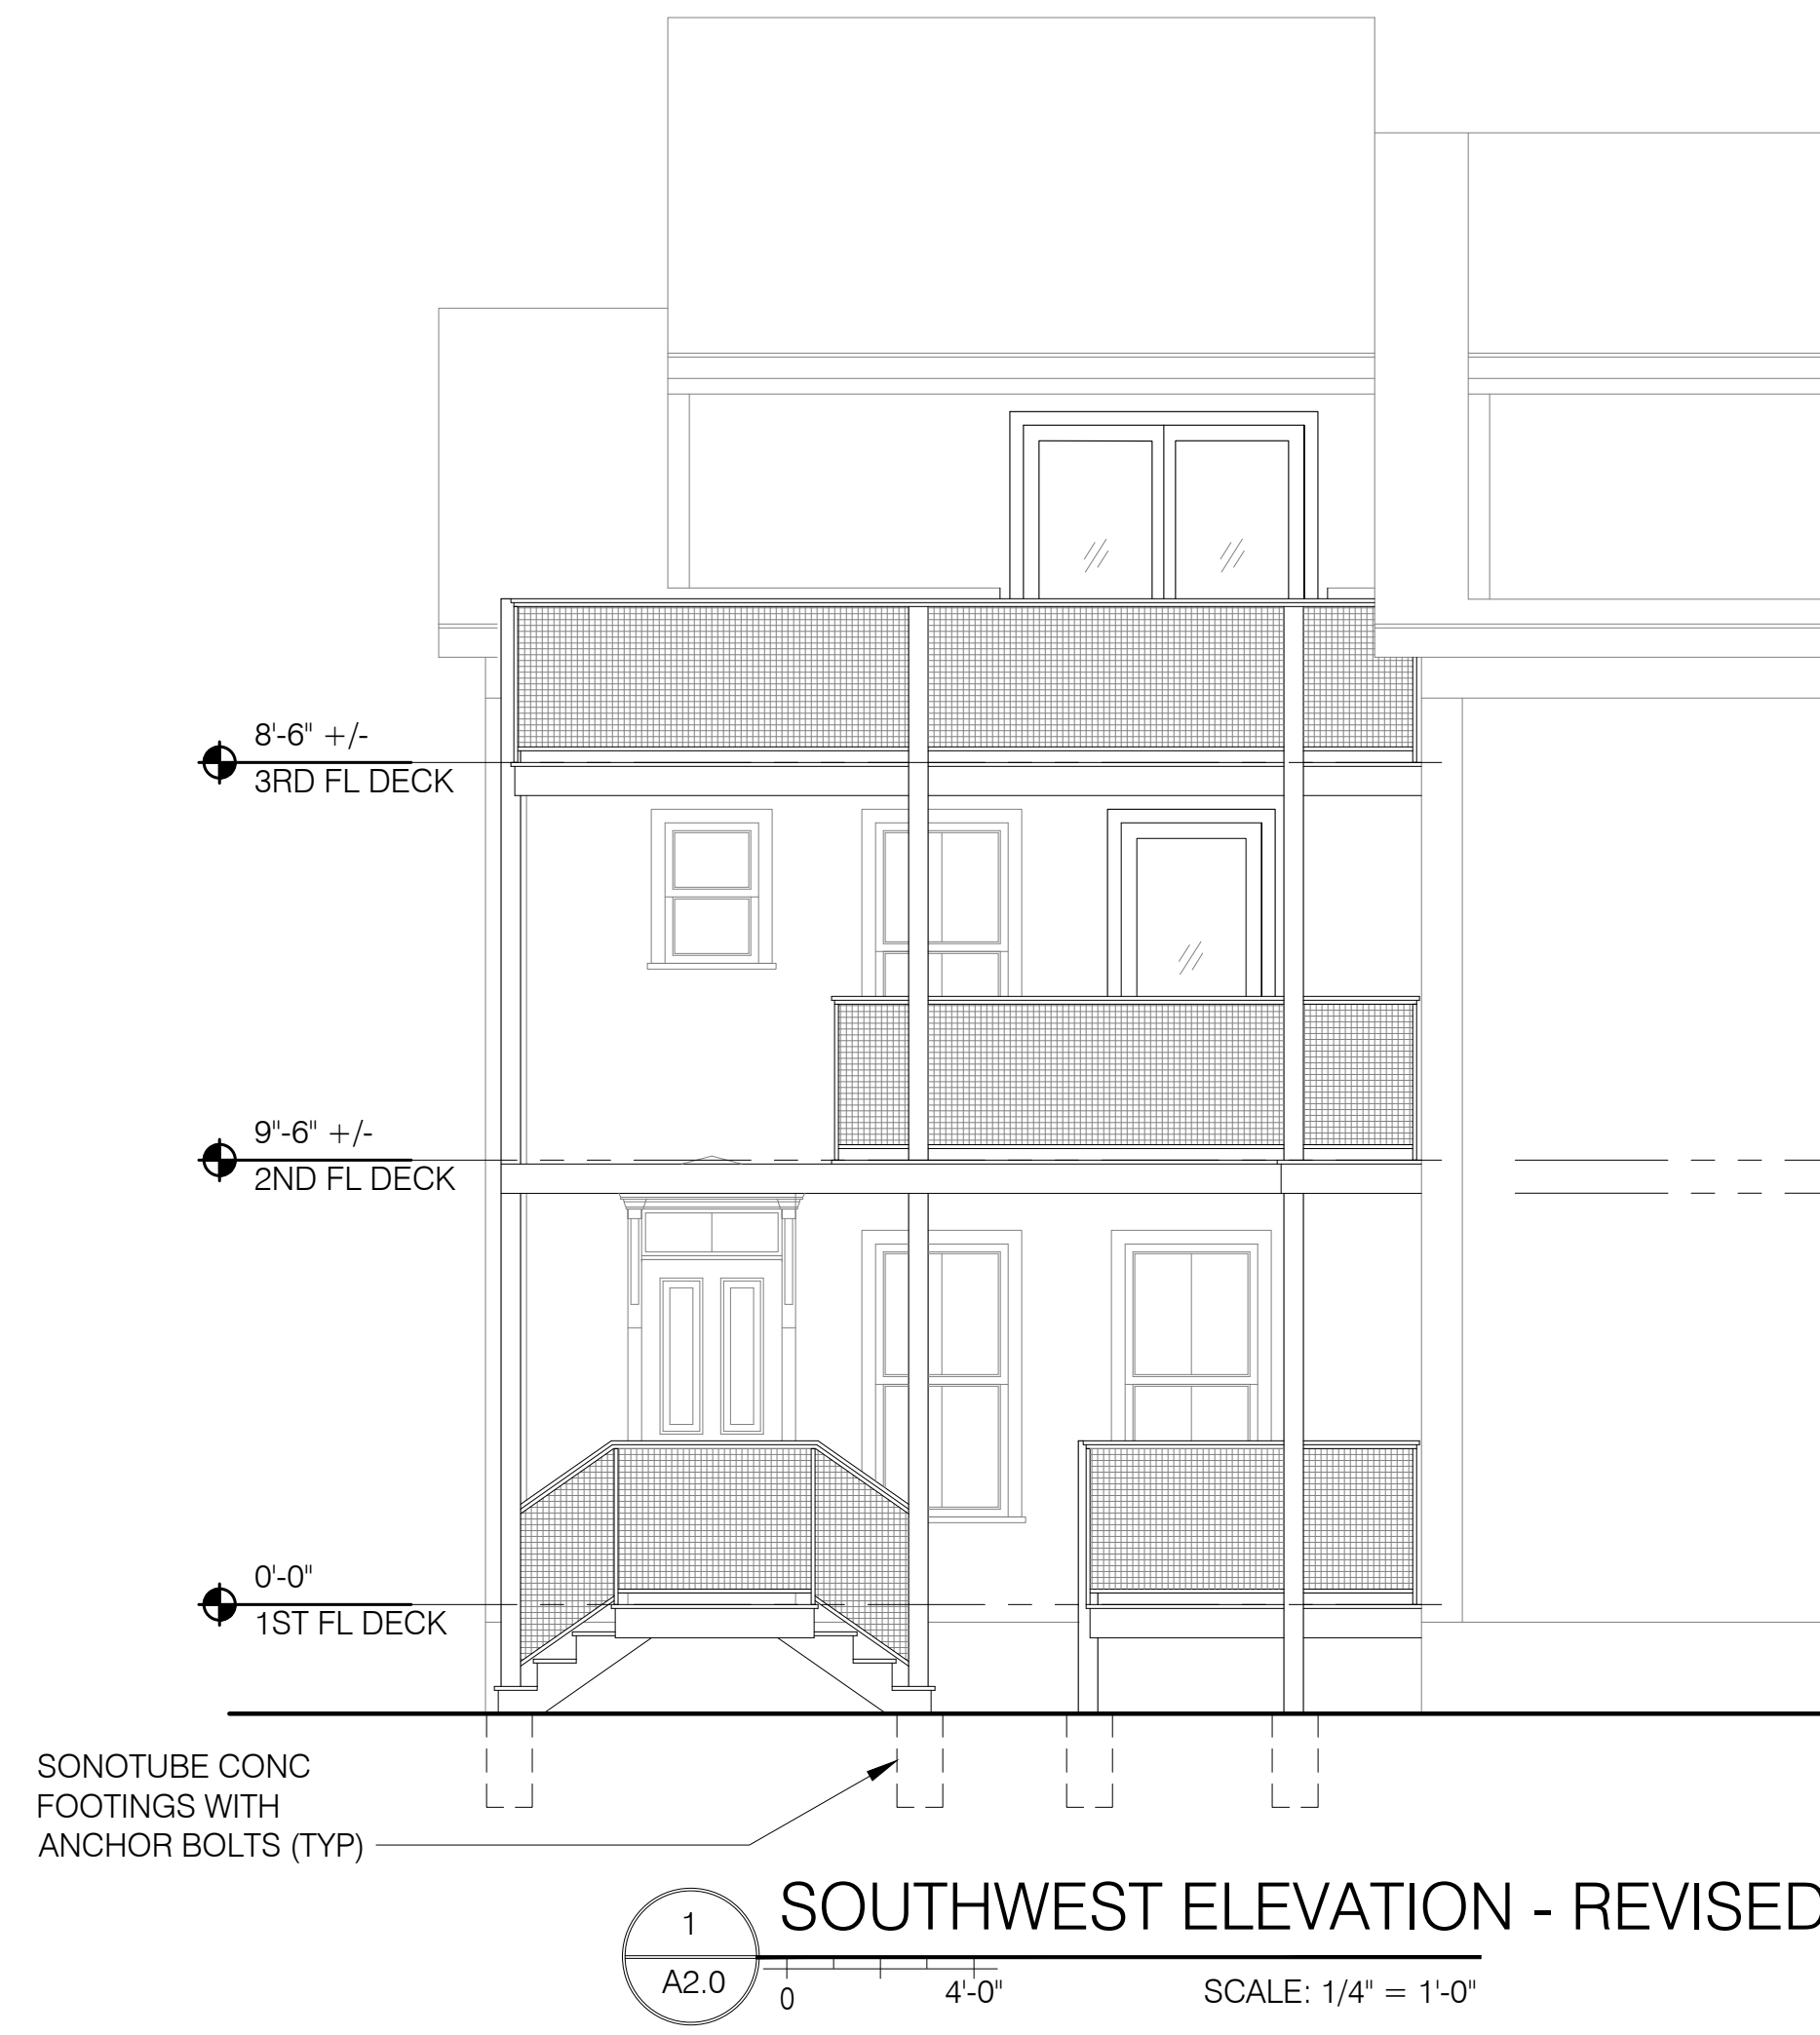 8'-6" +/-
3RD FL DECK
9"-6" +/-
2ND FL DECK
0'-0"
1ST FL DECK
SONOTUBE CONC
FOOTINGS WITH
ANCHOR BOLTS (TYP)
1
A2.0
SOUTHWEST ELEVATION - REVISED
0
4'-0"
SCALE: 1/4" = 1'-0"